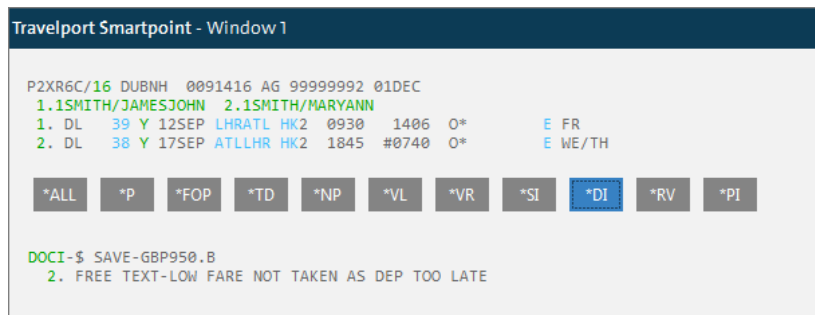 Travelport Smartpoint - Window 1
P2XR6C/16 DUBNH 0091416 AG 99999992 01DEC
1.1SMITH/JAMESJOHN 2.1SMITH/MARYANN
1. DL 39 Y 12SEP LHRATL HK2 0930 1406 O* E FR
2. DL 38 Y 17SEP ATLLHR HK2 1845 #0740 O* E WE/TH
*ALL *P *FOP *TD *NP *VL *VR *SI *DI *RV *PI
DOCI-$ SAVE-GBP950.B
2. FREE TEXT-LOW FARE NOT TAKEN AS DEP TOO LATE